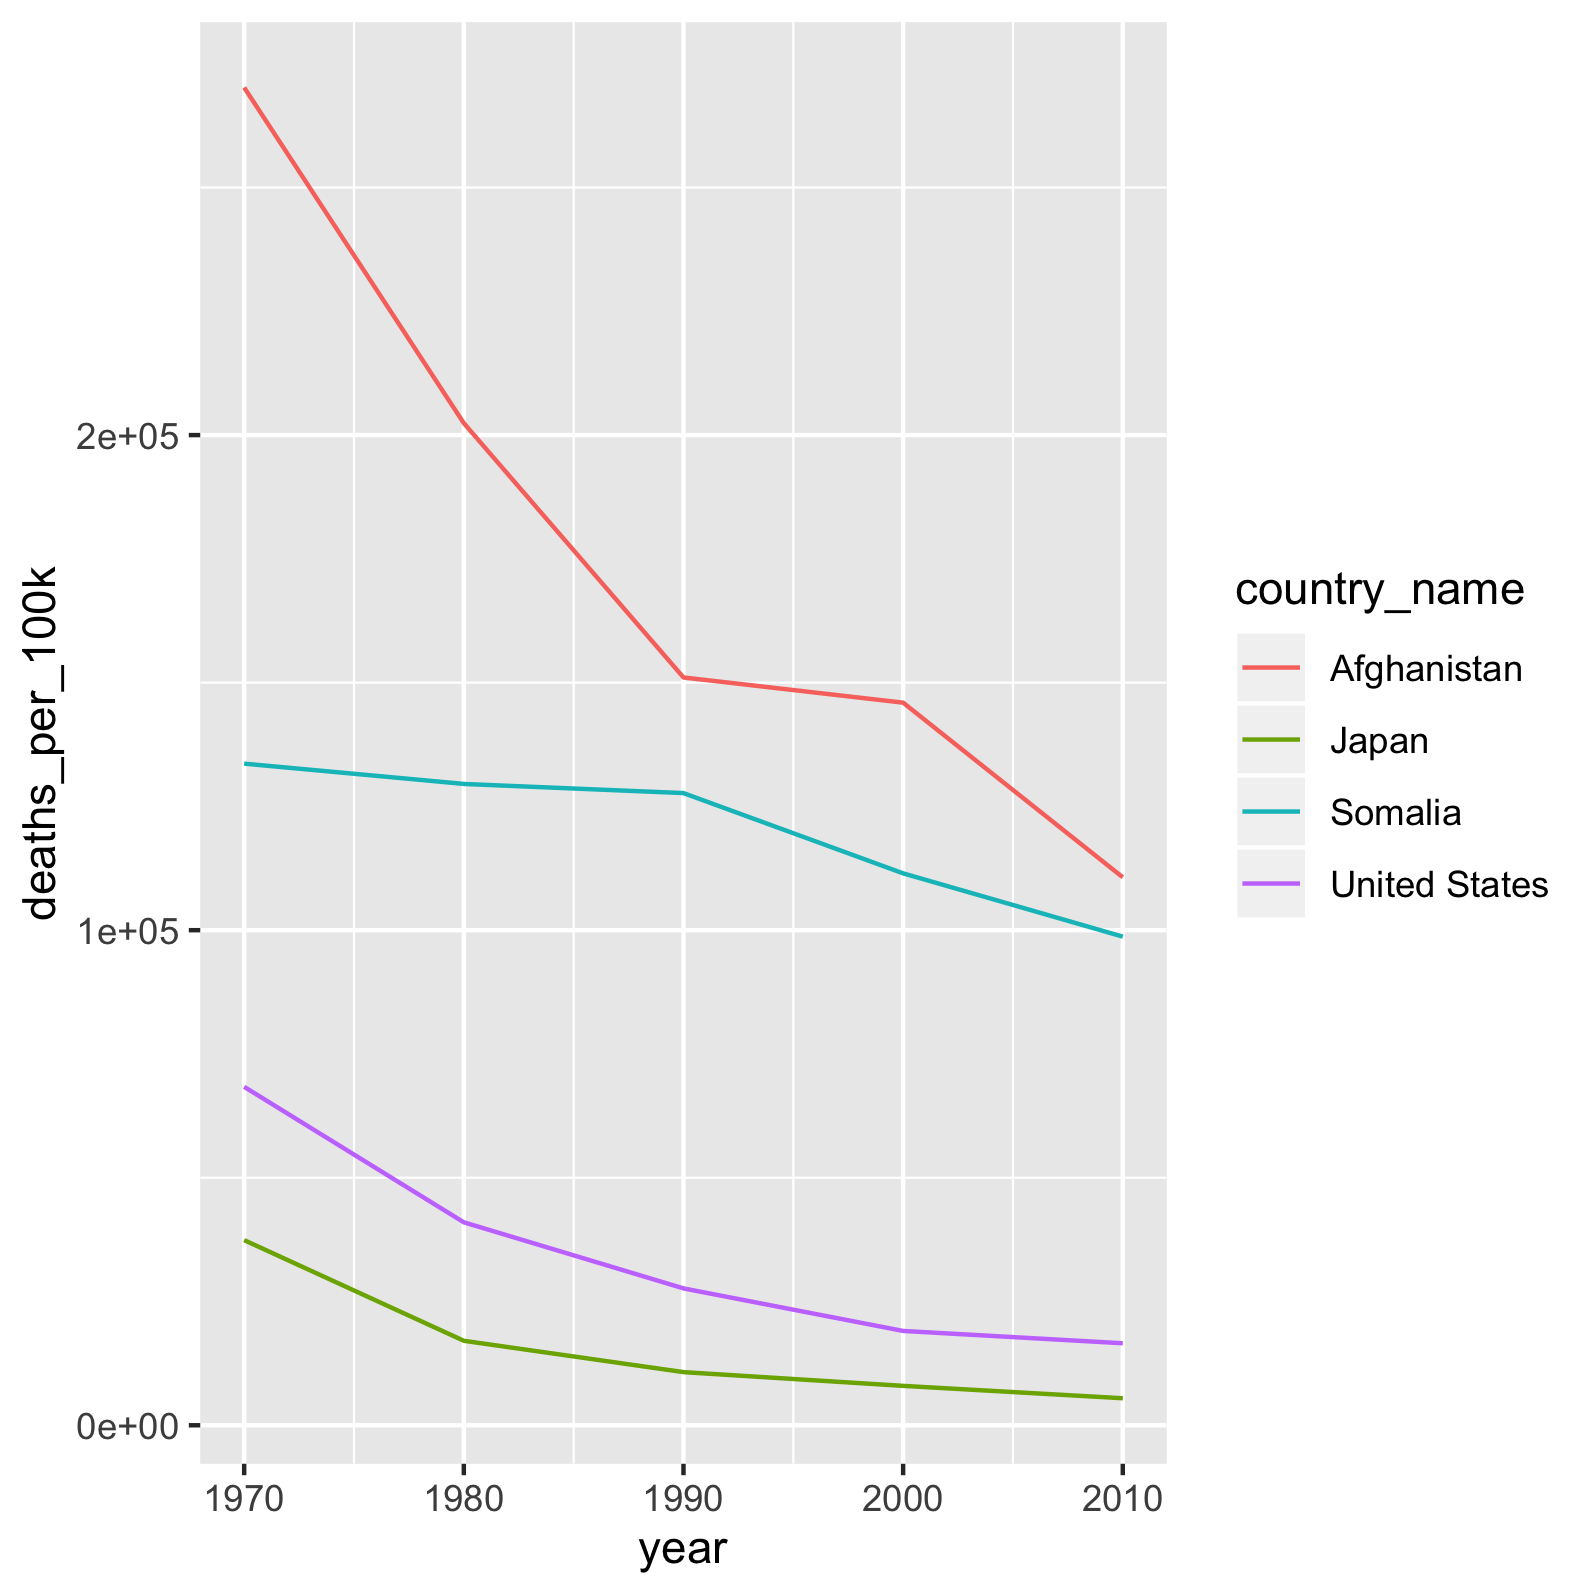 deaths_per_100k
2e+05
1e+05
0e+00
1970 1980 1990 2000 2010
year
country_name
Afghanistan
Japan
Somalia
United States